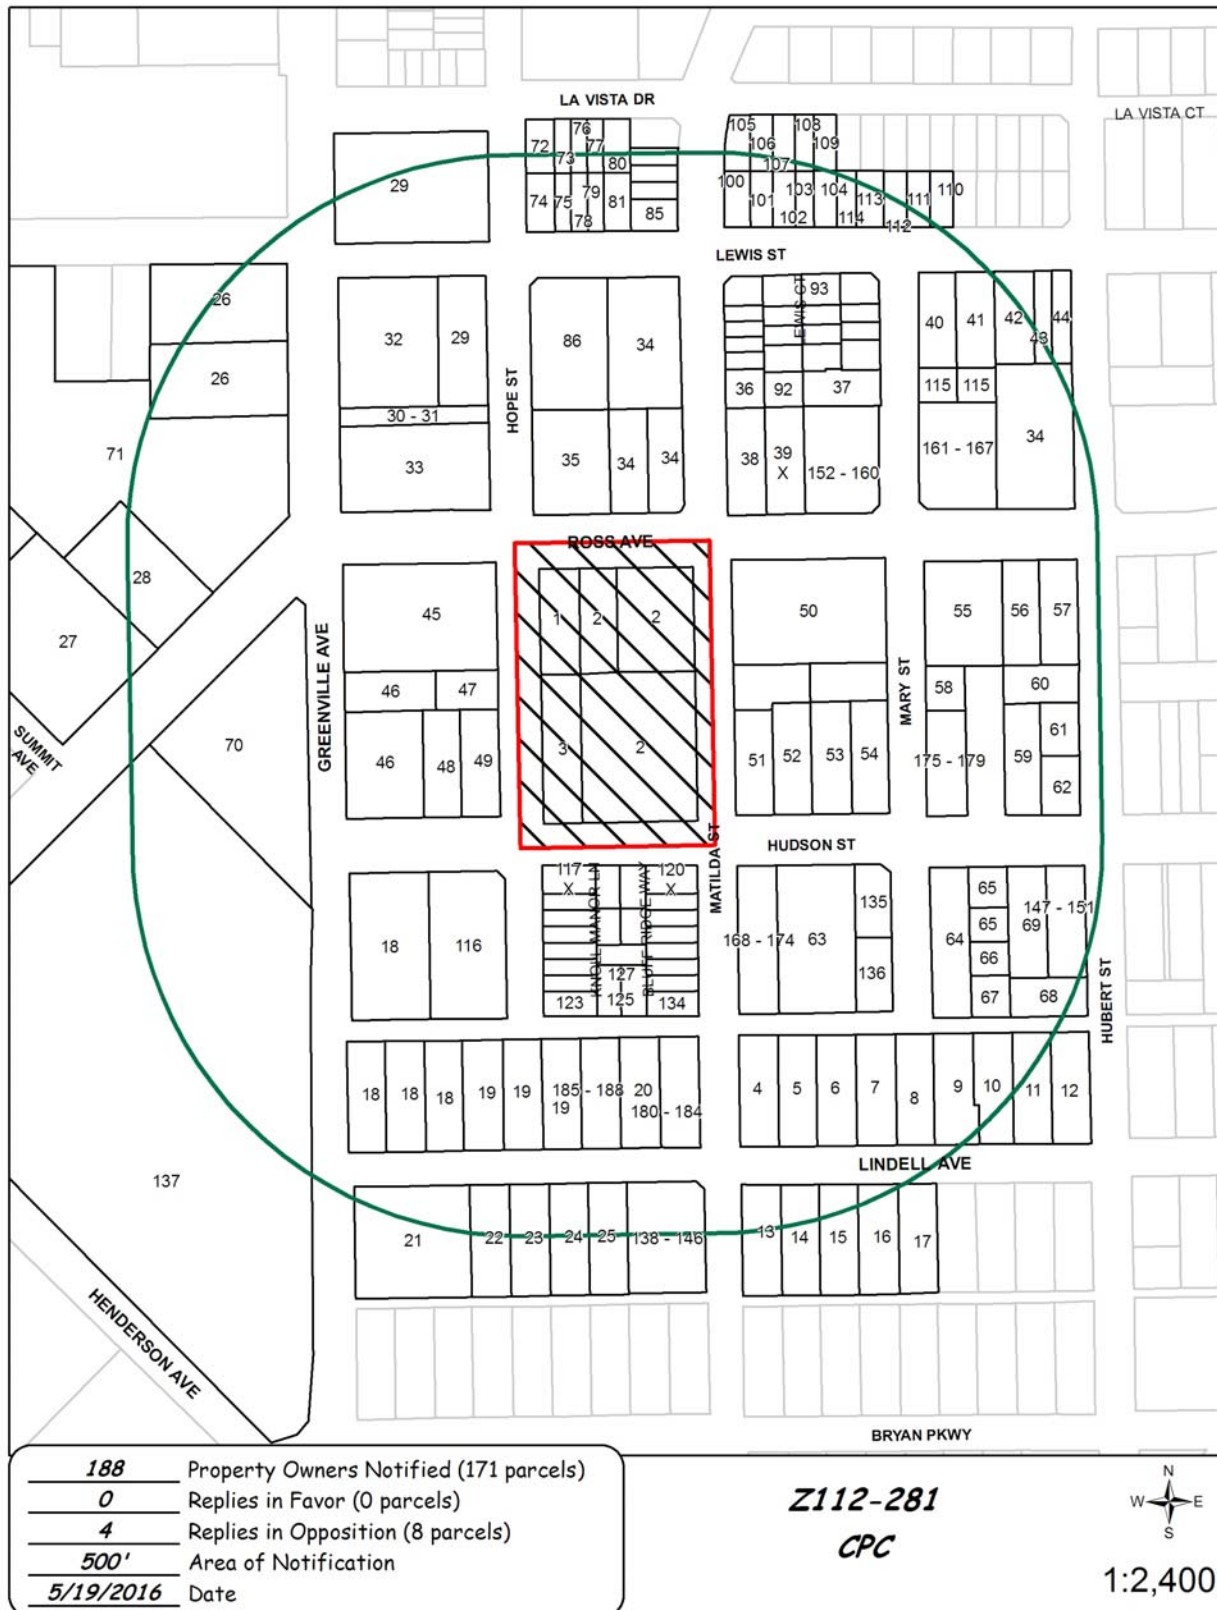 LA VISTA DR
LA VISTA CT
105 108
76
72 77 106 109
73 80 107
29
100 103 104 110
79 101 113 111
74 75 81 102 114 112
78 85
LEWIS ST
26
93
LEWIS CT
32 29 86 34
40 41 42 43 44
26
HOPE ST
36 92 37 115 115
30 - 31
71
33 35 34 34 38 39 152 - 160 161 - 167 34
X
ROSS AVE
28
45 1 2 2 50 55 56 57
27
GREENVILLE AVE
46 47 58 60
MARY ST
SUMMIT
AVE
70
46 48 49 3 2 51 52 53 54 175 - 179 59 61
62
MATILDA ST
HUDSON ST
117 120
X X
KNOLL MANOR LN
BLUFF RIDGE WAY
65 147 - 151
135
18 116 168 - 174 63 64 65 69
66
136
127 67 68
123 125 134
HUBERT ST
18 18 18 19 19 185 - 188 20 4 5 6 7 8 9 10 11 12
19 180 - 184
LINDELL AVE
137
21 22 23 24 25 138 - 146 13 14 15 16 17
HENDERSON AVE
BRYAN PKWY
188 Property Owners Notified (171 parcels)
0 Replies in Favor (0 parcels)
4 Replies in Opposition (8 parcels)
500' Area of Notification
5/19/2016 Date
Z112-281
CPC
N
W E
S
1:2,400